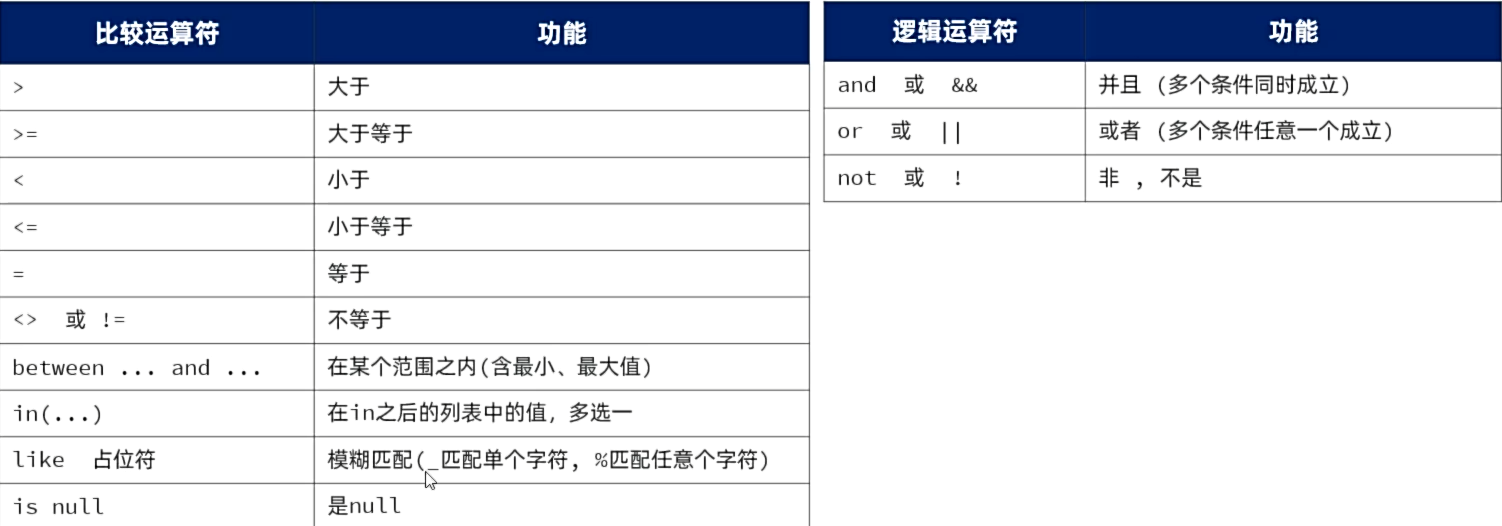 比较运算符 功能
> 大于
>= 大于等于
< 小于
<= 小于等于
= 等于
<> 或 != 不等于
between ... and ... 在某个范围之内(含最小、最大值)
in(...) 在in之后的列表中的值，多选一
like 占位符 模糊匹配(_匹配单个字符, %匹配任意个字符)
is null 是null
逻辑运算符 功能
and 或 && 并且 (多个条件同时成立)
or 或 || 或者 (多个条件任意一个成立)
not 或 ! 非 , 不是